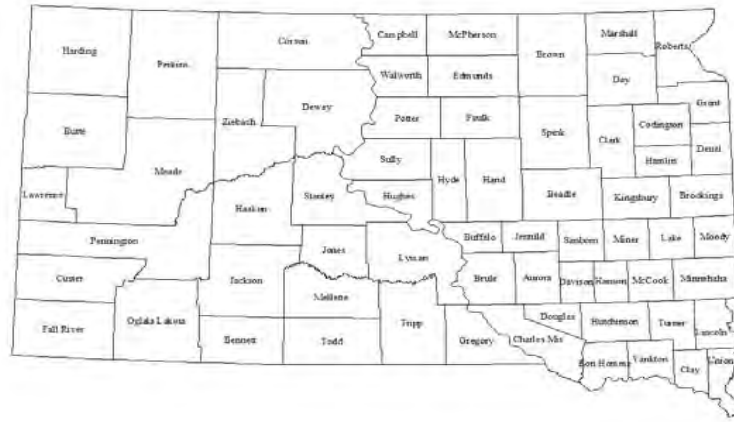 Harding
Perkins
Corson
Campbell
McPherson
Brown
Marshall
Roberts
Walworth
Edmunds
Day
Dewey
Ziebach
Butte
Potter
Faulk
Spink
Clark
Codington
Grant
Deuel
Hamlin
Meade
Sully
Hyde
Hand
Lawrence
Haakon
Stanley
Hughes
Beadle
Kingsbury
Brookings
Pennington
Jones
Lyman
Buffalo
Jerauld
Sanborn
Miner
Lake
Moody
Custer
Jackson
Brule
Aurora
Davison
Hanson
McCook
Minnehaha
Mellette
Fall River
Oglala Lakota
Bennett
Todd
Tripp
Gregory
Charles Mix
Douglas
Hutchinson
Turner
Lincoln
Bon Homme
Yankton
Clay
Union